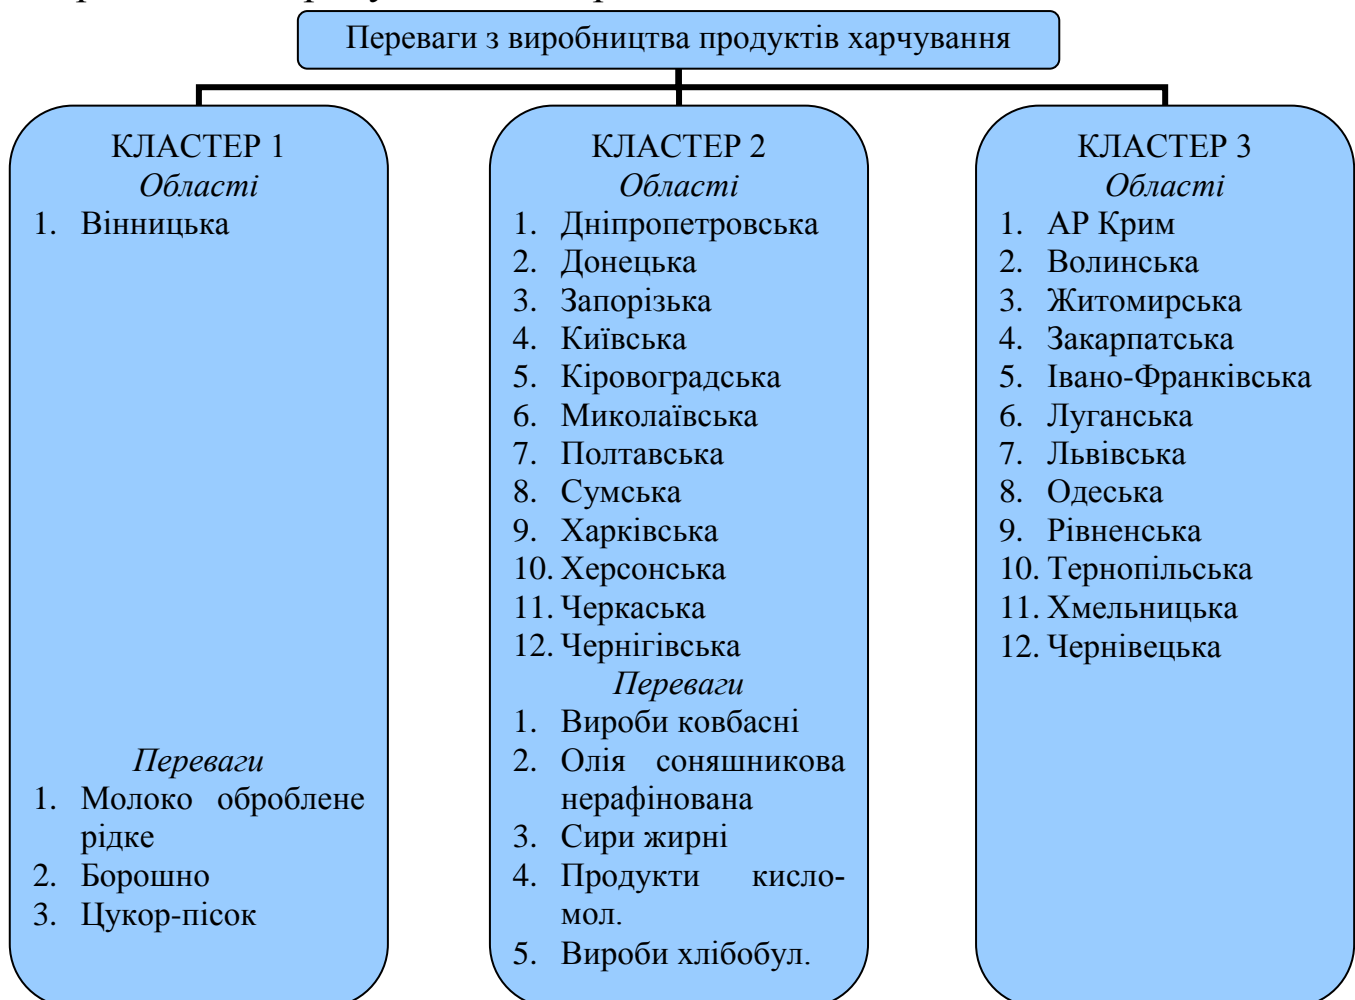 Переваги з виробництва продуктів харчування
КЛАСТЕР 1
Області
1. Вінницька
Переваги
1. Молоко оброблене
рідке
2. Борошно
3. Цукор-пісок
КЛАСТЕР 2
Області
1. Дніпропетровська
2. Донецька
3. Запорізька
4. Київська
5. Кіровоградська
6. Миколаївська
7. Полтавська
8. Сумська
9. Харківська
10. Херсонська
11. Черкаська
12. Чернігівська
Переваги
1. Вироби ковбасні
2. Олія соняшникова
нерафінована
3. Сири жирні
4. Продукти кисло-
мол.
5. Вироби хлібобул.
КЛАСТЕР 3
Області
1. АР Крим
2. Волинська
3. Житомирська
4. Закарпатська
5. Івано-Франківська
6. Луганська
7. Львівська
8. Одеська
9. Рівненська
10. Тернопільська
11. Хмельницька
12. Чернівецька